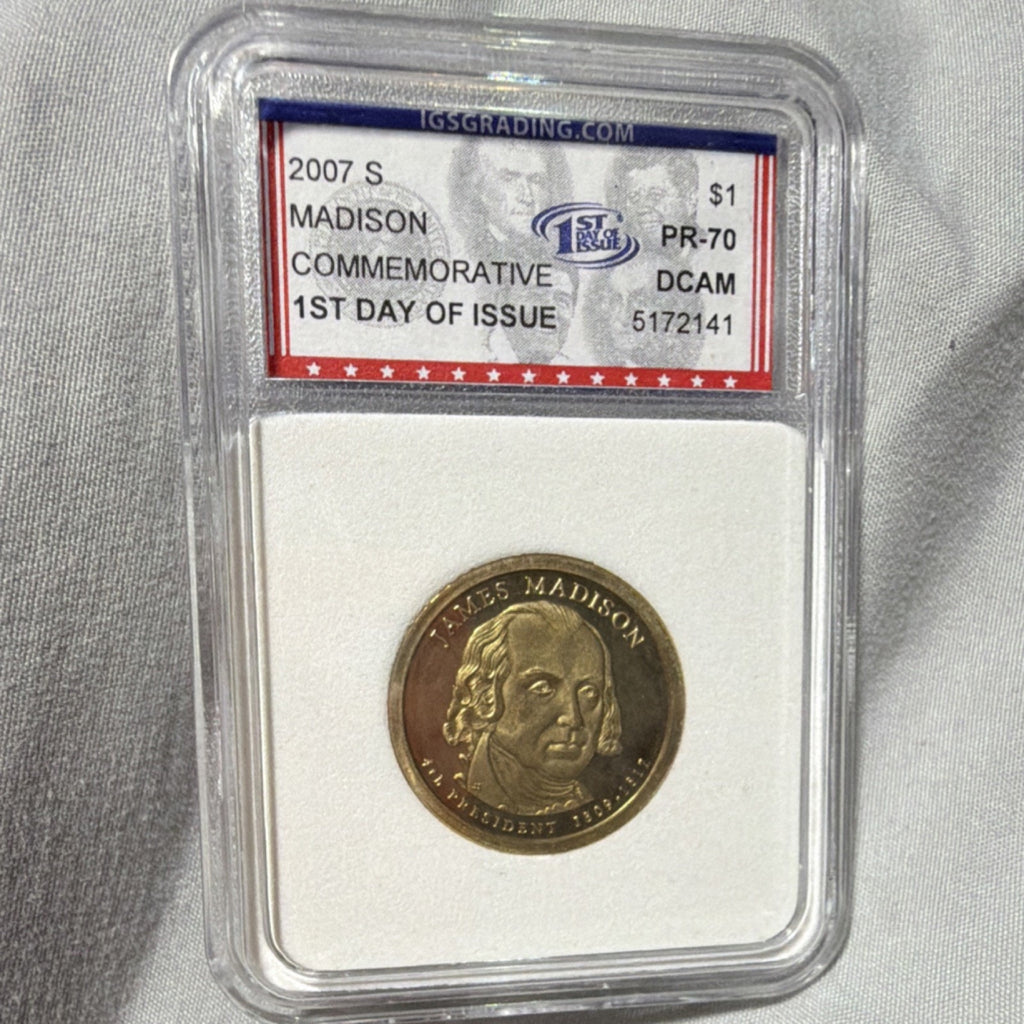 IGSGRADING.COM
2007 S
$1
MADISON
1ST
DAY OF
ISSUE
PR-70
COMMEMORATIVE
DCAM
1ST DAY OF ISSUE
5172141
JAMES MADISON
4th PRESIDENT 1809-1817